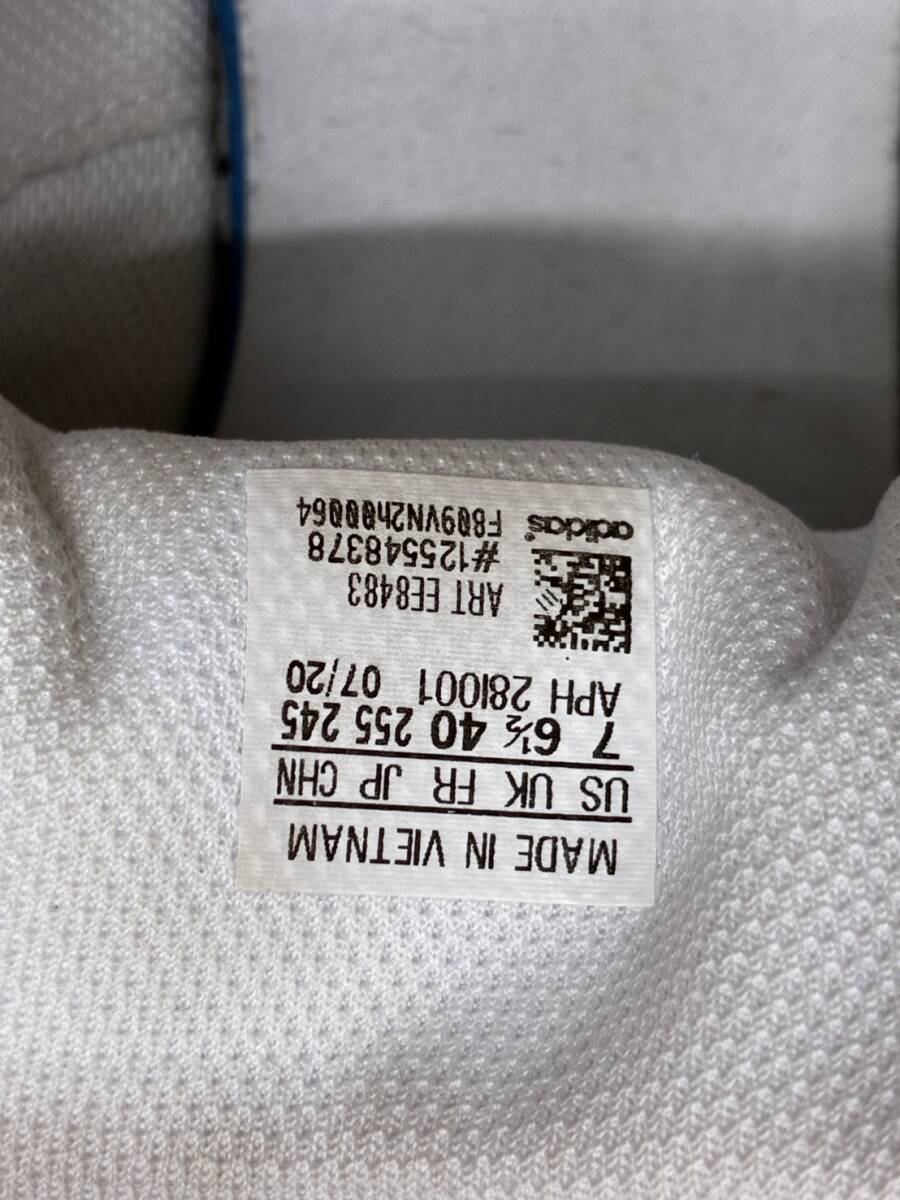 MADE IN VIETNAM
US UK FR JP CHN
7 6½ 40 255 245
APH 281001 07/20
ART EE8483
#125548378
adidas® F809VN2h00064